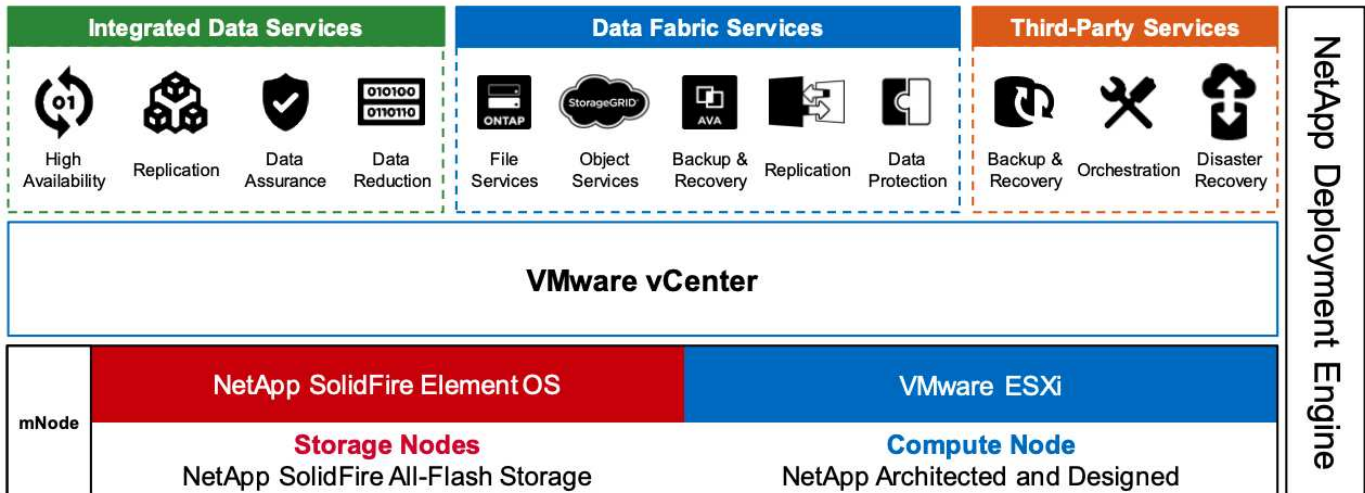 Integrated Data Services
Data Fabric Services
Third-Party Services
01
010100
0110110
ONTAP
StorageGRID
AVA
High
Availability
Replication
Data
Assurance
Data
Reduction
File
Services
Object
Services
Backup &
Recovery
Replication
Data
Protection
Backup &
Recovery
Orchestration
Disaster
Recovery
VMware vCenter
mNode
NetApp SolidFire Element OS
VMware ESXi
Storage Nodes
NetApp SolidFire All-Flash Storage
Compute Node
NetApp Architected and Designed
NetApp Deployment Engine